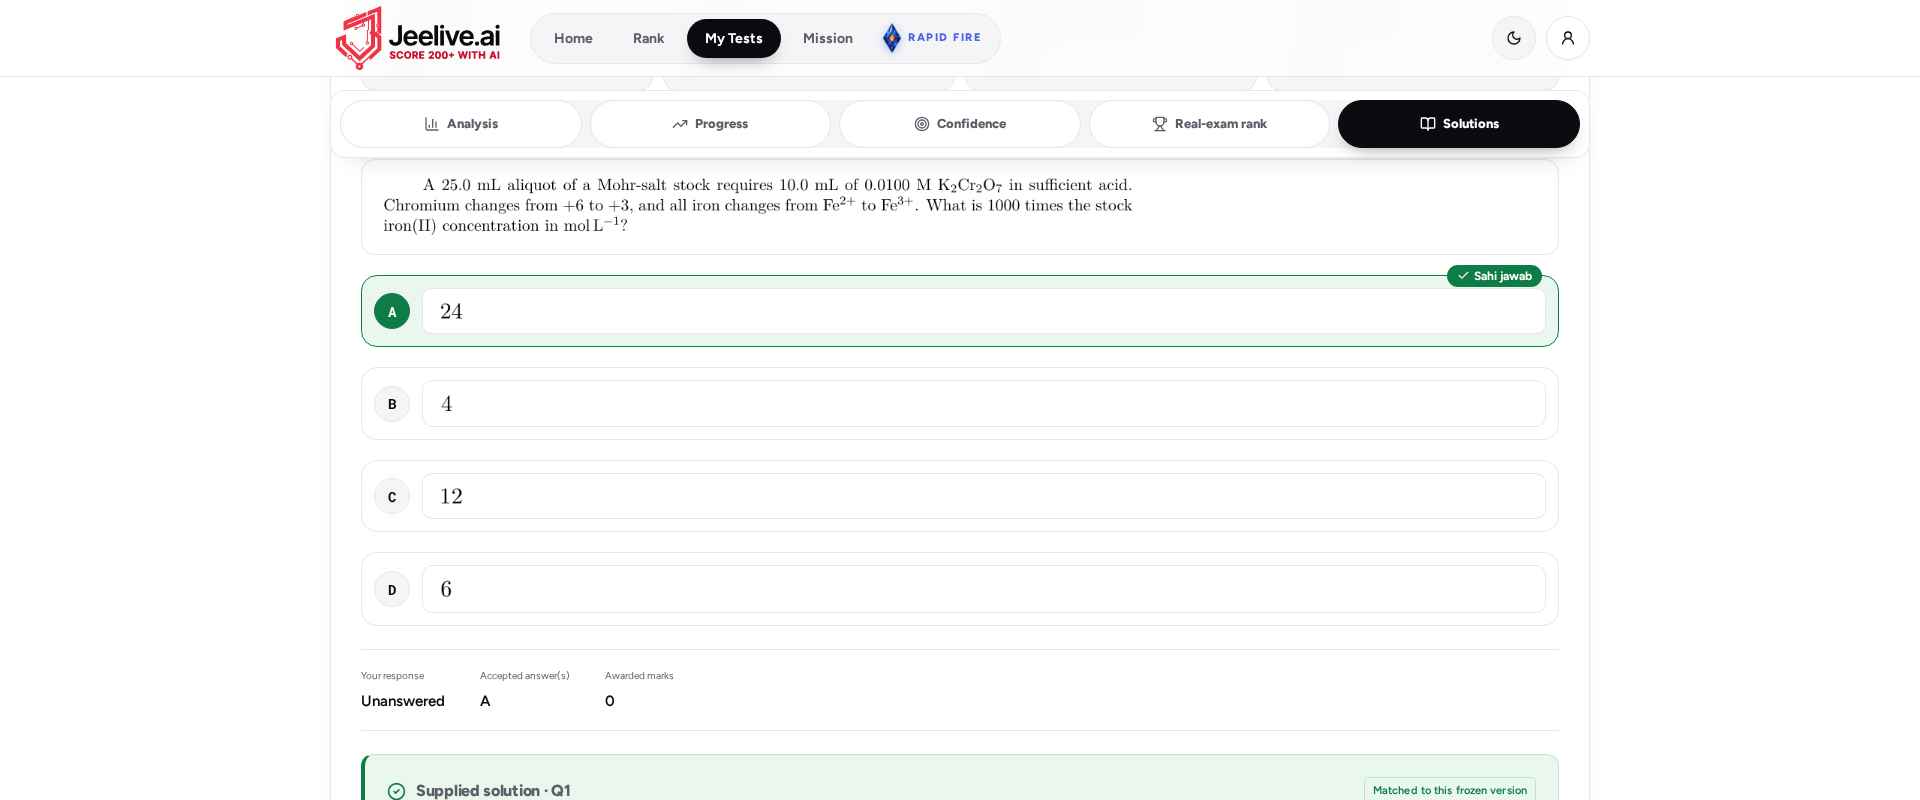 Jeelive.ai
SCORE 200+ WITH AI
Home
Rank
My Tests
Mission
RAPID FIRE
Analysis
Progress
Confidence
Real-exam rank
Solutions
A 25.0 mL aliquot of a Mohr-salt stock requires 10.0 mL of 0.0100 M K₂Cr₂O₇ in sufficient acid.
Chromium changes from +6 to +3, and all iron changes from Fe²⁺ to Fe³⁺. What is 1000 times the stock
iron(II) concentration in mol L⁻¹?
Sahi jawab
A
24
B
4
C
12
D
6
Your response
Unanswered
Accepted answer(s)
A
Awarded marks
0
Supplied solution · Q1
Matched to this frozen version